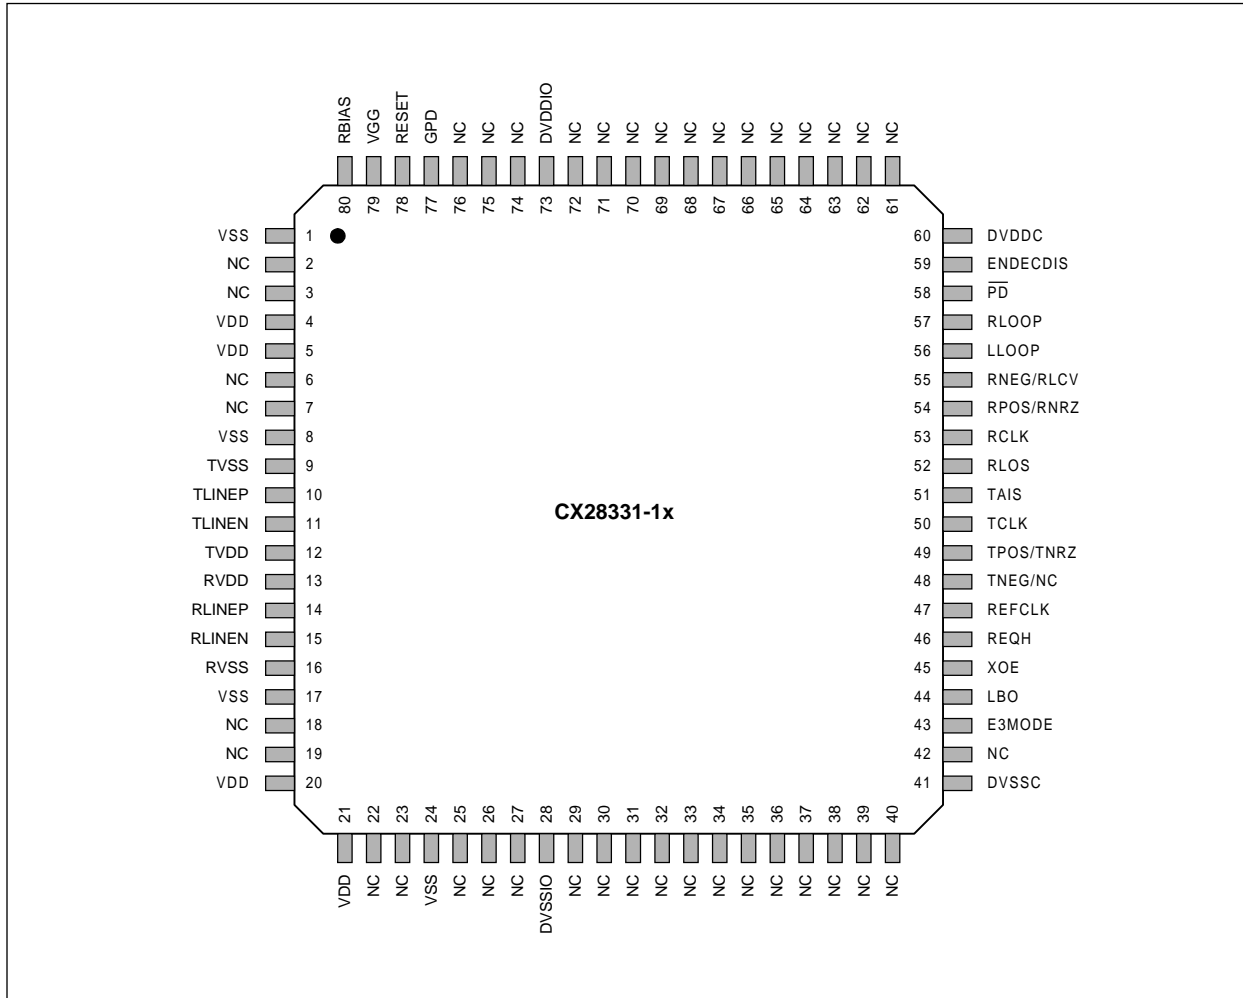 RBIAS VGG RESET GPD NC NC NC DVDDIO NC NC NC NC NC NC NC NC NC NC NC NC
80 79 78 77 76 75 74 73 72 71 70 69 68 67 66 65 64 63 62 61
VSS 1 60 DVDDC
NC 2 59 ENDECDIS
NC 3 58 PD
VDD 4 57 RLOOP
VDD 5 56 LLOOP
NC 6 55 RNEG/RLCV
NC 7 54 RPOS/RNRZ
VSS 8 53 RCLK
TVSS 9 52 RLOS
TLINEP 10 51 TAIS
TLINEN 11 50 TCLK
CX28331-1x
TVDD 12 49 TPOS/TNRZ
RVDD 13 48 TNEG/NC
RLINEP 14 47 REFCLK
RLINEN 15 46 REQH
RVSS 16 45 XOE
VSS 17 44 LBO
NC 18 43 E3MODE
NC 19 42 NC
VDD 20 41 DVSSC
21 22 23 24 25 26 27 28 29 30 31 32 33 34 35 36 37 38 39 40
VDD NC NC VSS NC NC NC DVSSIO NC NC NC NC NC NC NC NC NC NC NC NC